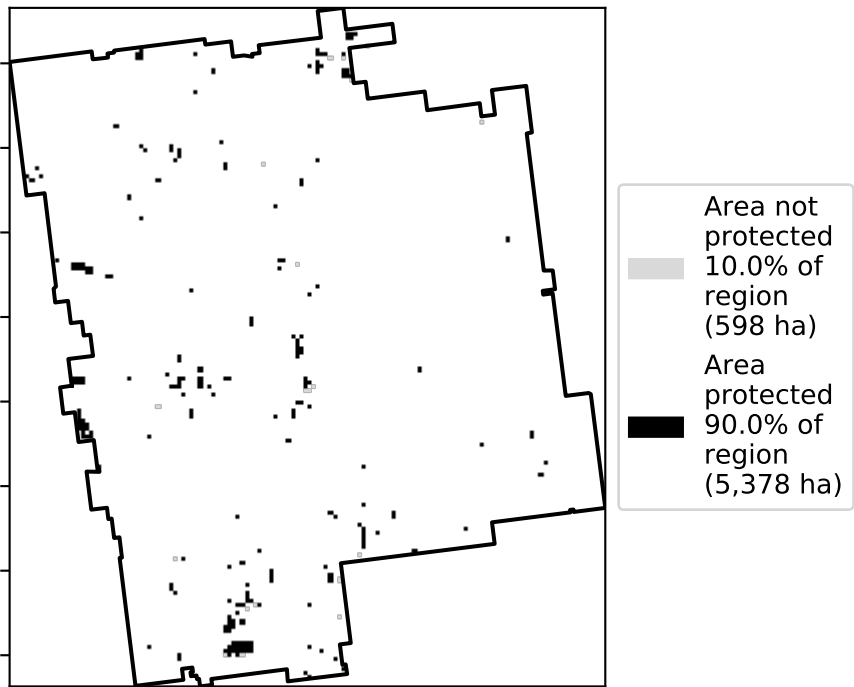 Area not
protected
10.0% of
region
(598 ha)
Area
protected
90.0% of
region
(5,378 ha)